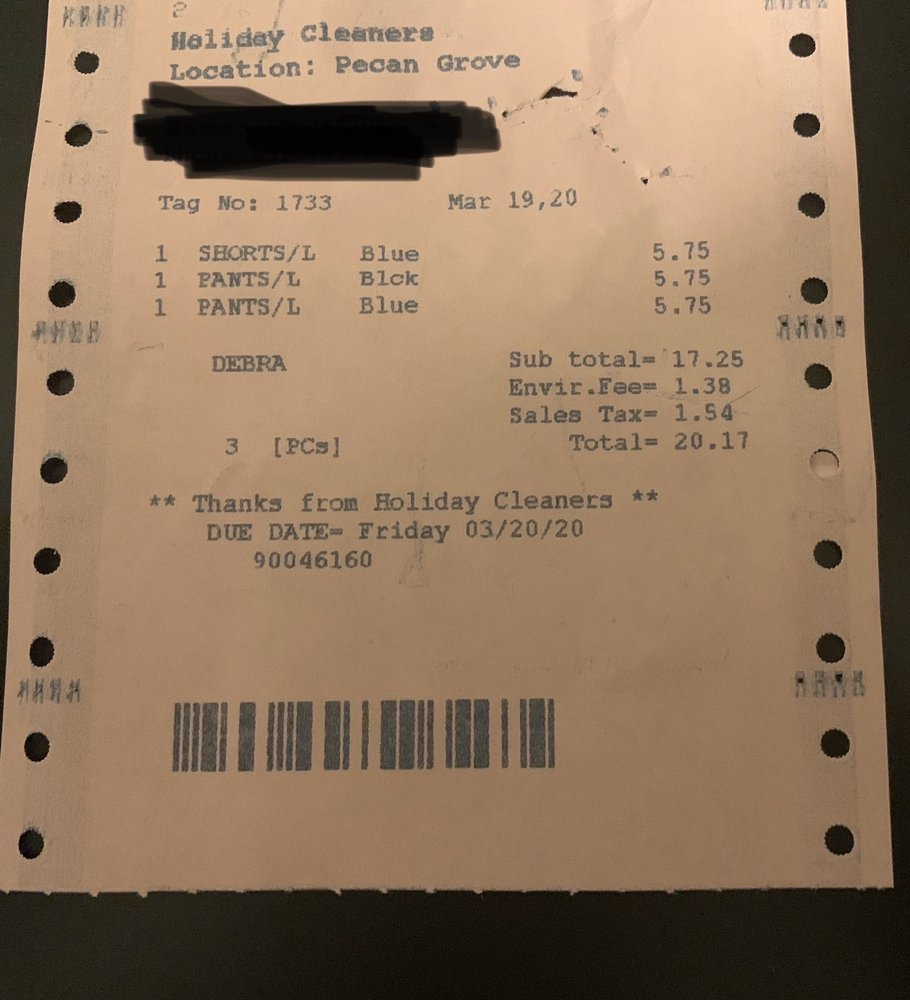 2
Holiday Cleaners
Location: Pecan Grove
Tag No: 1733 Mar 19,20
1 SHORTS/L Blue 5.75
1 PANTS/L Blck 5.75
1 PANTS/L Blue 5.75
DEBRA Sub total= 17.25
Envir.Fee= 1.38
Sales Tax= 1.54
3 [PCs] Total= 20.17
** Thanks from Holiday Cleaners **
DUE DATE= Friday 03/20/20
90046160